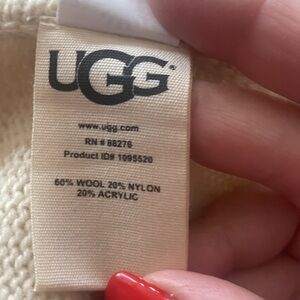 UGG
www.ugg.com
RN # 88276
Product ID# 1095520
60% WOOL 20% NYLON
20% ACRYLIC